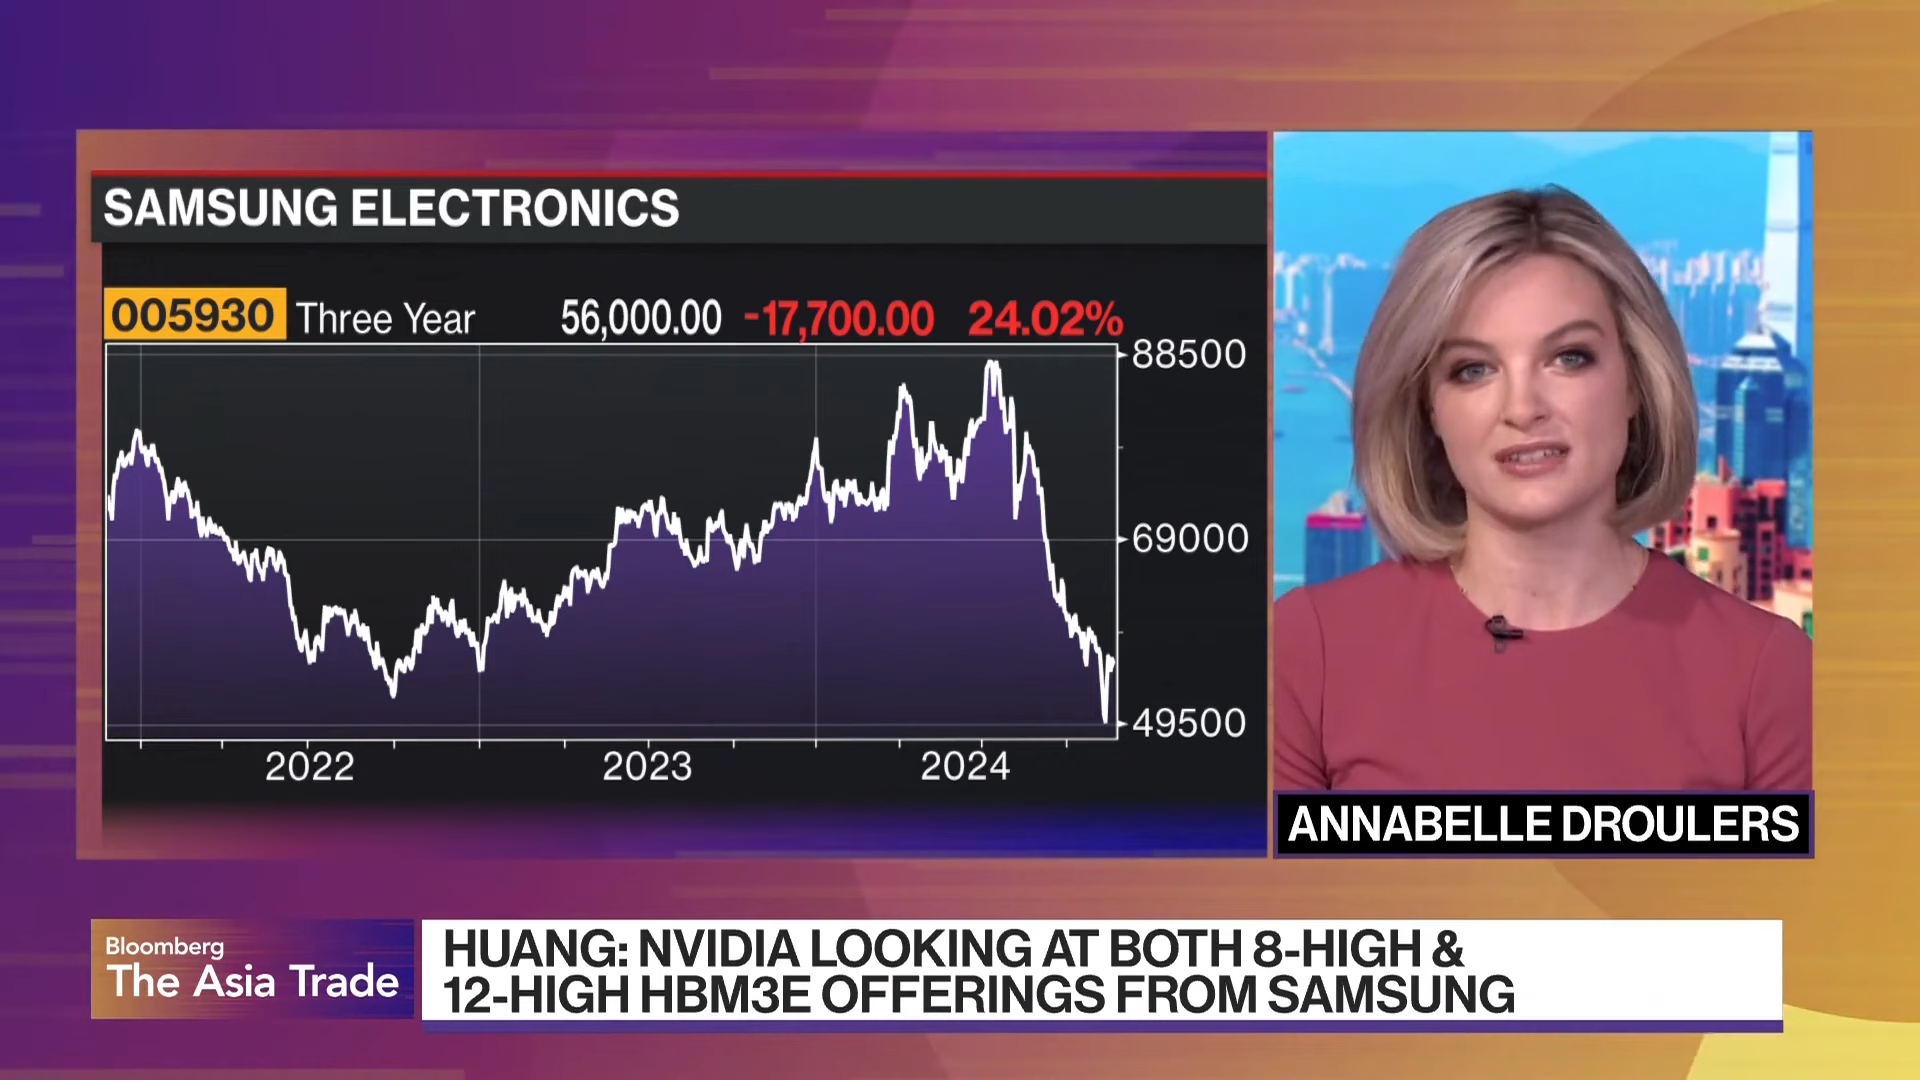 SAMSUNG ELECTRONICS
005930 Three Year 56,000.00 -17,700.00 24.02%
88500
69000
49500
2022 2023 2024
ANNABELLE DROULERS
Bloomberg
The Asia Trade
HUANG: NVIDIA LOOKING AT BOTH 8-HIGH &
12-HIGH HBM3E OFFERINGS FROM SAMSUNG